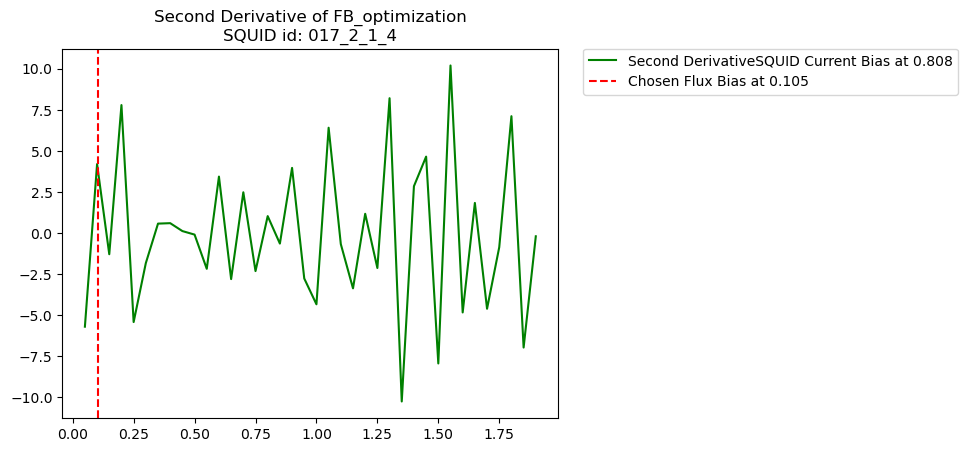 Second Derivative of FB_optimization
SQUID id: 017_2_1_4
Second DerivativeSQUID Current Bias at 0.808
Chosen Flux Bias at 0.105
10.0
7.5
5.0
2.5
0.0
−2.5
−5.0
−7.5
−10.0
0.00 0.25 0.50 0.75 1.00 1.25 1.50 1.75